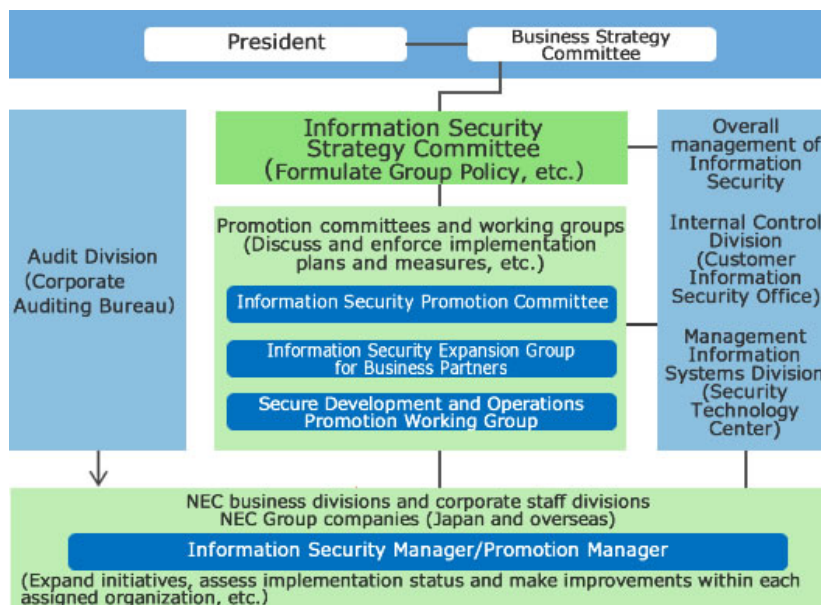 President
Business Strategy
Committee
Information Security
Strategy Committee
(Formulate Group Policy, etc.)
Audit Division
(Corporate
Auditing Bureau)
Promotion committees and working groups
(Discuss and enforce implementation
plans and measures, etc.)
Information Security Promotion Committee
Information Security Expansion Group
for Business Partners
Secure Development and Operations
Promotion Working Group
Overall
management of
Information
Security
Internal Control
Division
(Customer
Information
Security Office)
Management
Information
Systems Division
(Security
Technology
Center)
NEC business divisions and corporate staff divisions
NEC Group companies (Japan and overseas)
Information Security Manager/Promotion Manager
(Expand initiatives, assess implementation status and make improvements within each
assigned organization, etc.)